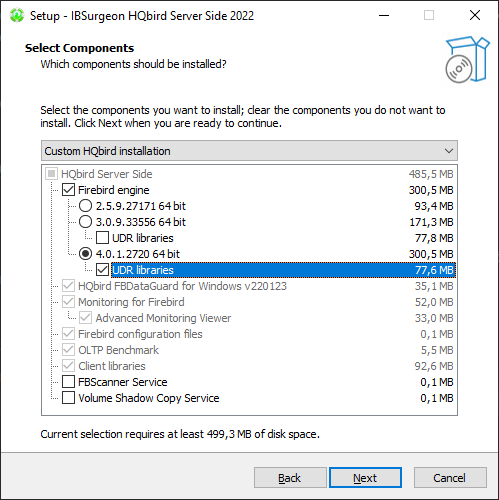 Setup - IBSurgeon HQbird Server Side 2022
Select Components
Which components should be installed?
Select the components you want to install; clear the components you do not want to
install. Click Next when you are ready to continue.
Custom HQbird installation
HQbird Server Side 485,5 MB
Firebird engine 300,5 MB
2.5.9.27171 64 bit 93,4 MB
3.0.9.33556 64 bit 171,3 MB
UDR libraries 77,8 MB
4.0.1.2720 64 bit 300,5 MB
UDR libraries 77,6 MB
HQbird FBDataGuard for Windows v220123 35,1 MB
Monitoring for Firebird 52,0 MB
Advanced Monitoring Viewer 33,0 MB
Firebird configuration files 0,1 MB
OLTP Benchmark 5,5 MB
Client libraries 92,6 MB
FBScanner Service 0,1 MB
Volume Shadow Copy Service 0,1 MB
Current selection requires at least 499,3 MB of disk space.
Back Next Cancel